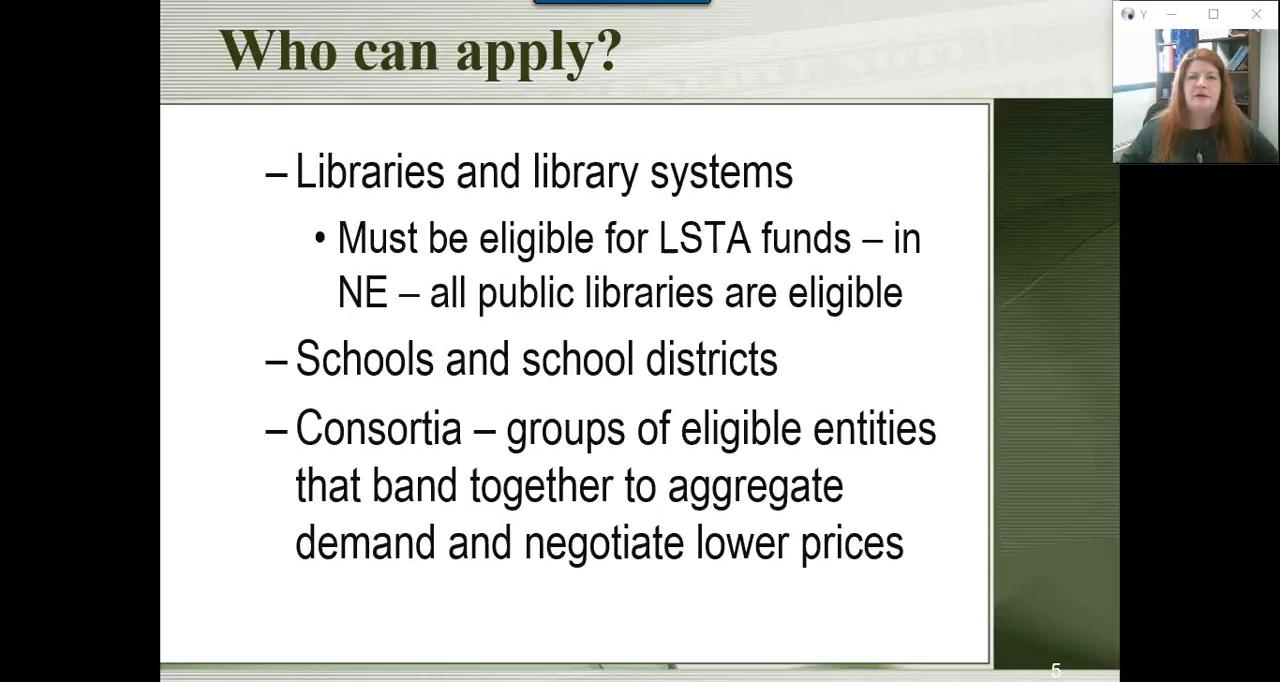 Who can apply?
Y
– Libraries and library systems
• Must be eligible for LSTA funds – in
NE – all public libraries are eligible
– Schools and school districts
– Consortia – groups of eligible entities
that band together to aggregate
demand and negotiate lower prices
5